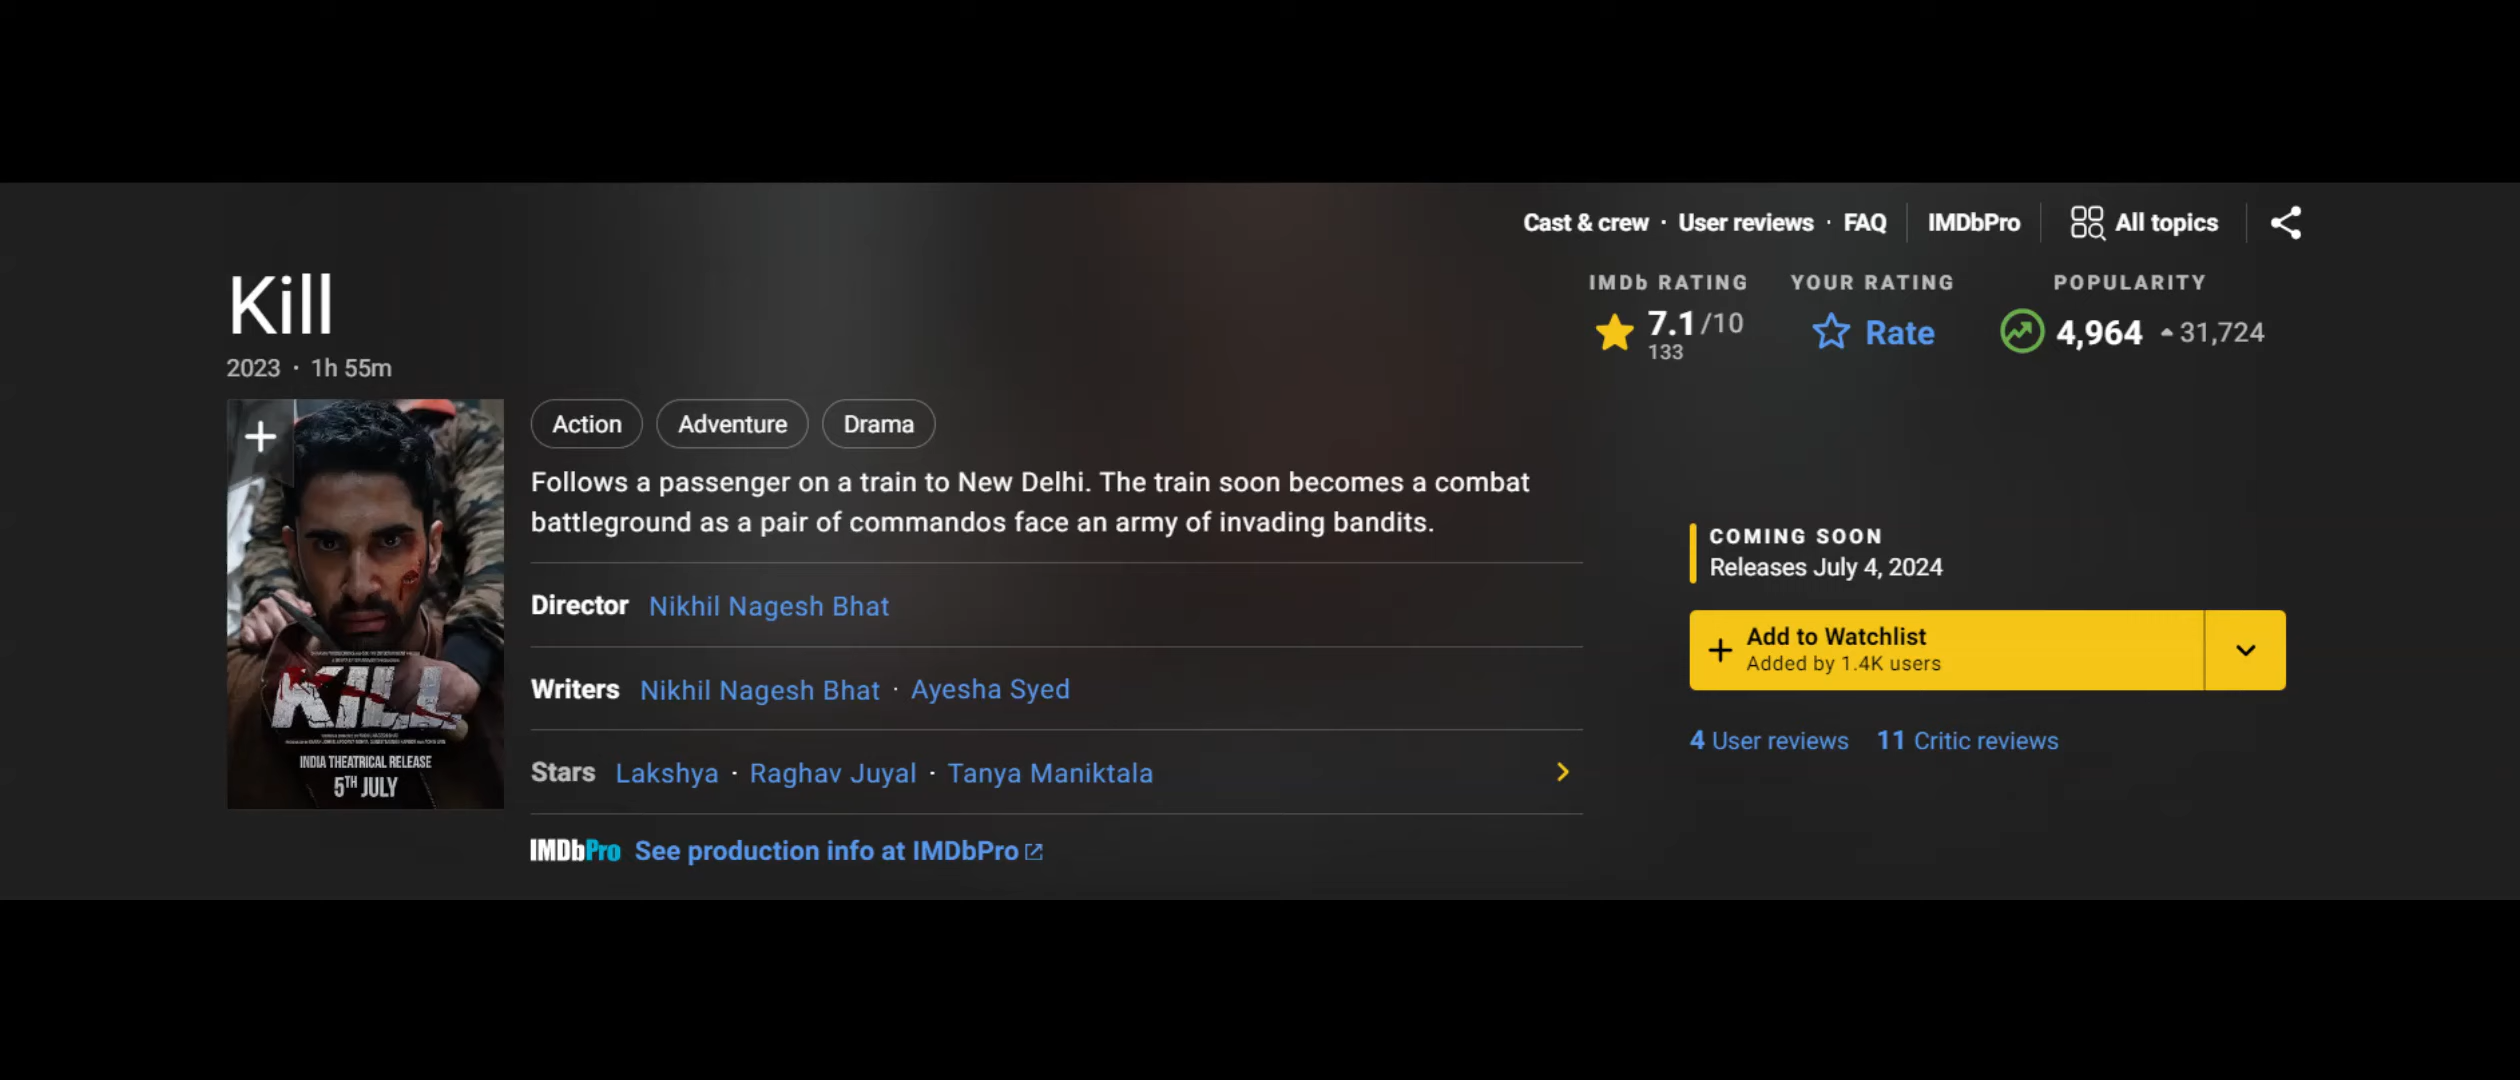 Cast & crew · User reviews · FAQ IMDbPro All topics
Kill
2023 · 1h 55m
IMDb RATING
7.1/10
133
YOUR RATING
Rate
POPULARITY
4,964 31,724
KILL
INDIA THEATRICAL RELEASE
5TH JULY
Action Adventure Drama
Follows a passenger on a train to New Delhi. The train soon becomes a combat
battleground as a pair of commandos face an army of invading bandits.
Director Nikhil Nagesh Bhat
Writers Nikhil Nagesh Bhat · Ayesha Syed
Stars Lakshya · Raghav Juyal · Tanya Maniktala
IMDbPro See production info at IMDbPro
COMING SOON
Releases July 4, 2024
Add to Watchlist
Added by 1.4K users
4 User reviews 11 Critic reviews